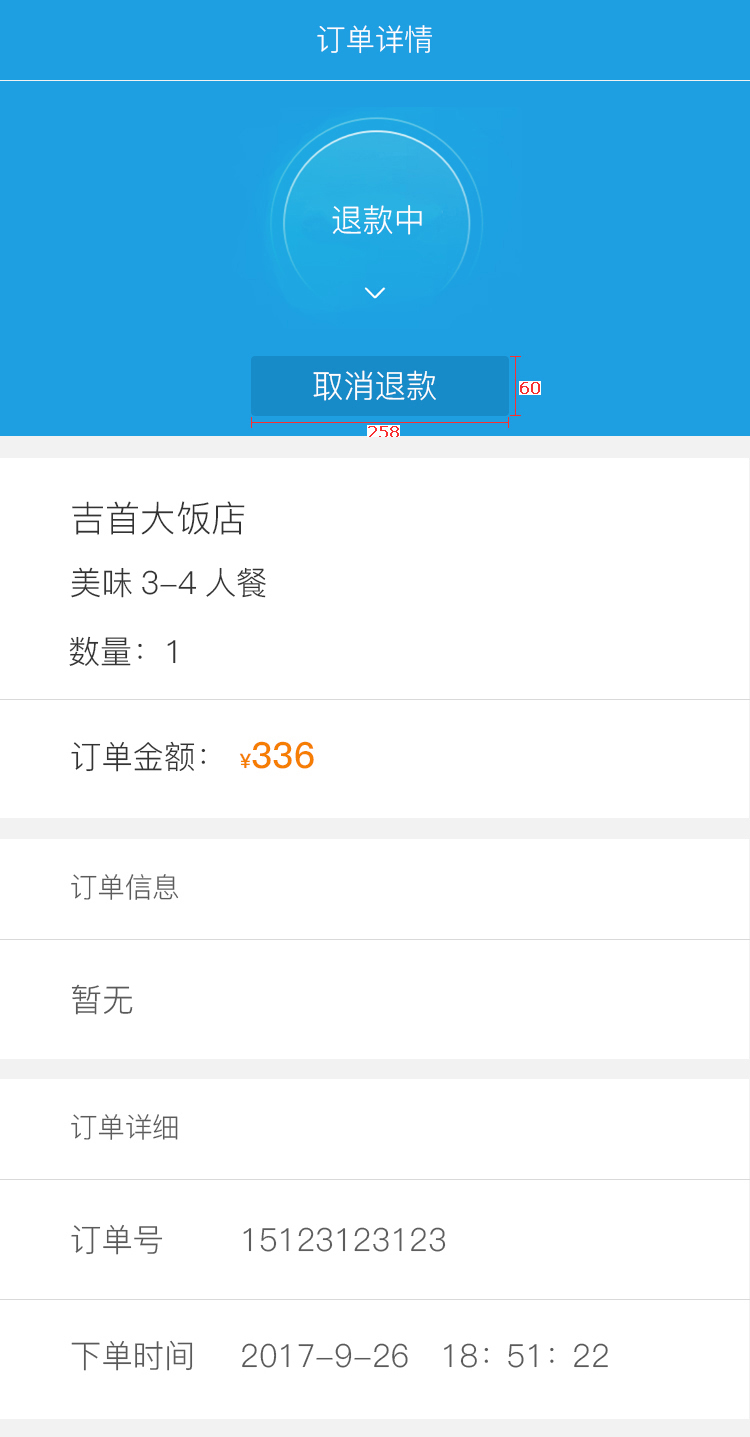 订单详情
退款中
取消退款
60
258
吉首大饭店
美味 3-4 人餐
数量：1
订单金额： ¥336
订单信息
暂无
订单详细
订单号 15123123123
下单时间 2017-9-26 18：51：22